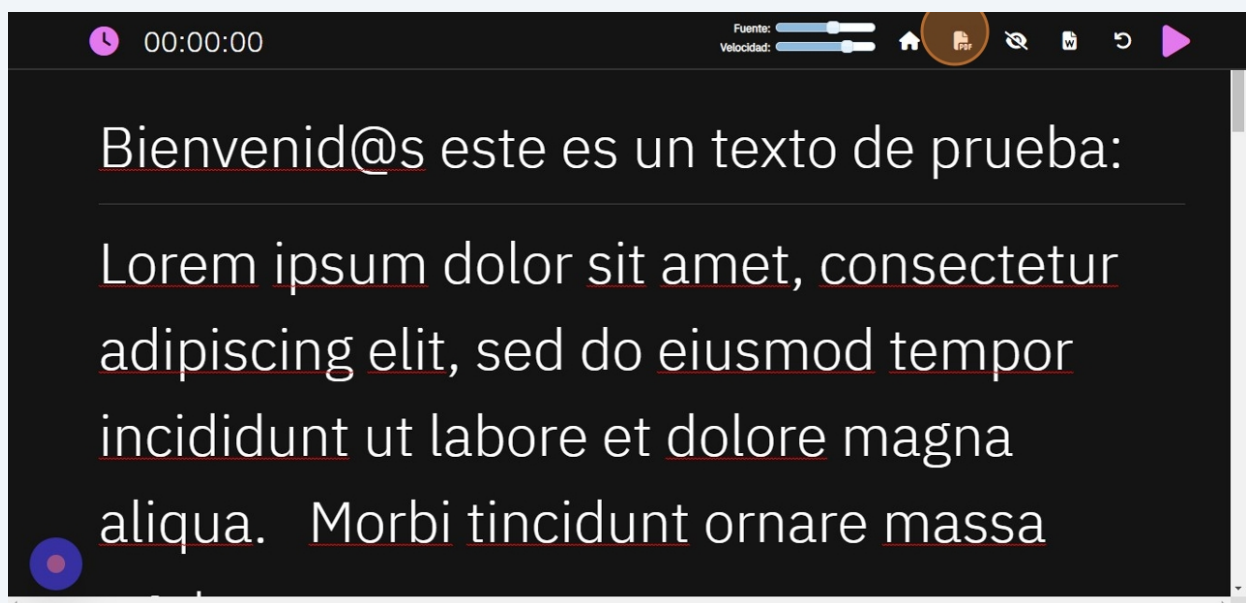 00:00:00
Fuente:
Velocidad:
PDF
W
Bienvenid@s este es un texto de prueba:
Lorem ipsum dolor sit amet, consectetur
adipiscing elit, sed do eiusmod tempor
incididunt ut labore et dolore magna
aliqua. Morbi tincidunt ornare massa